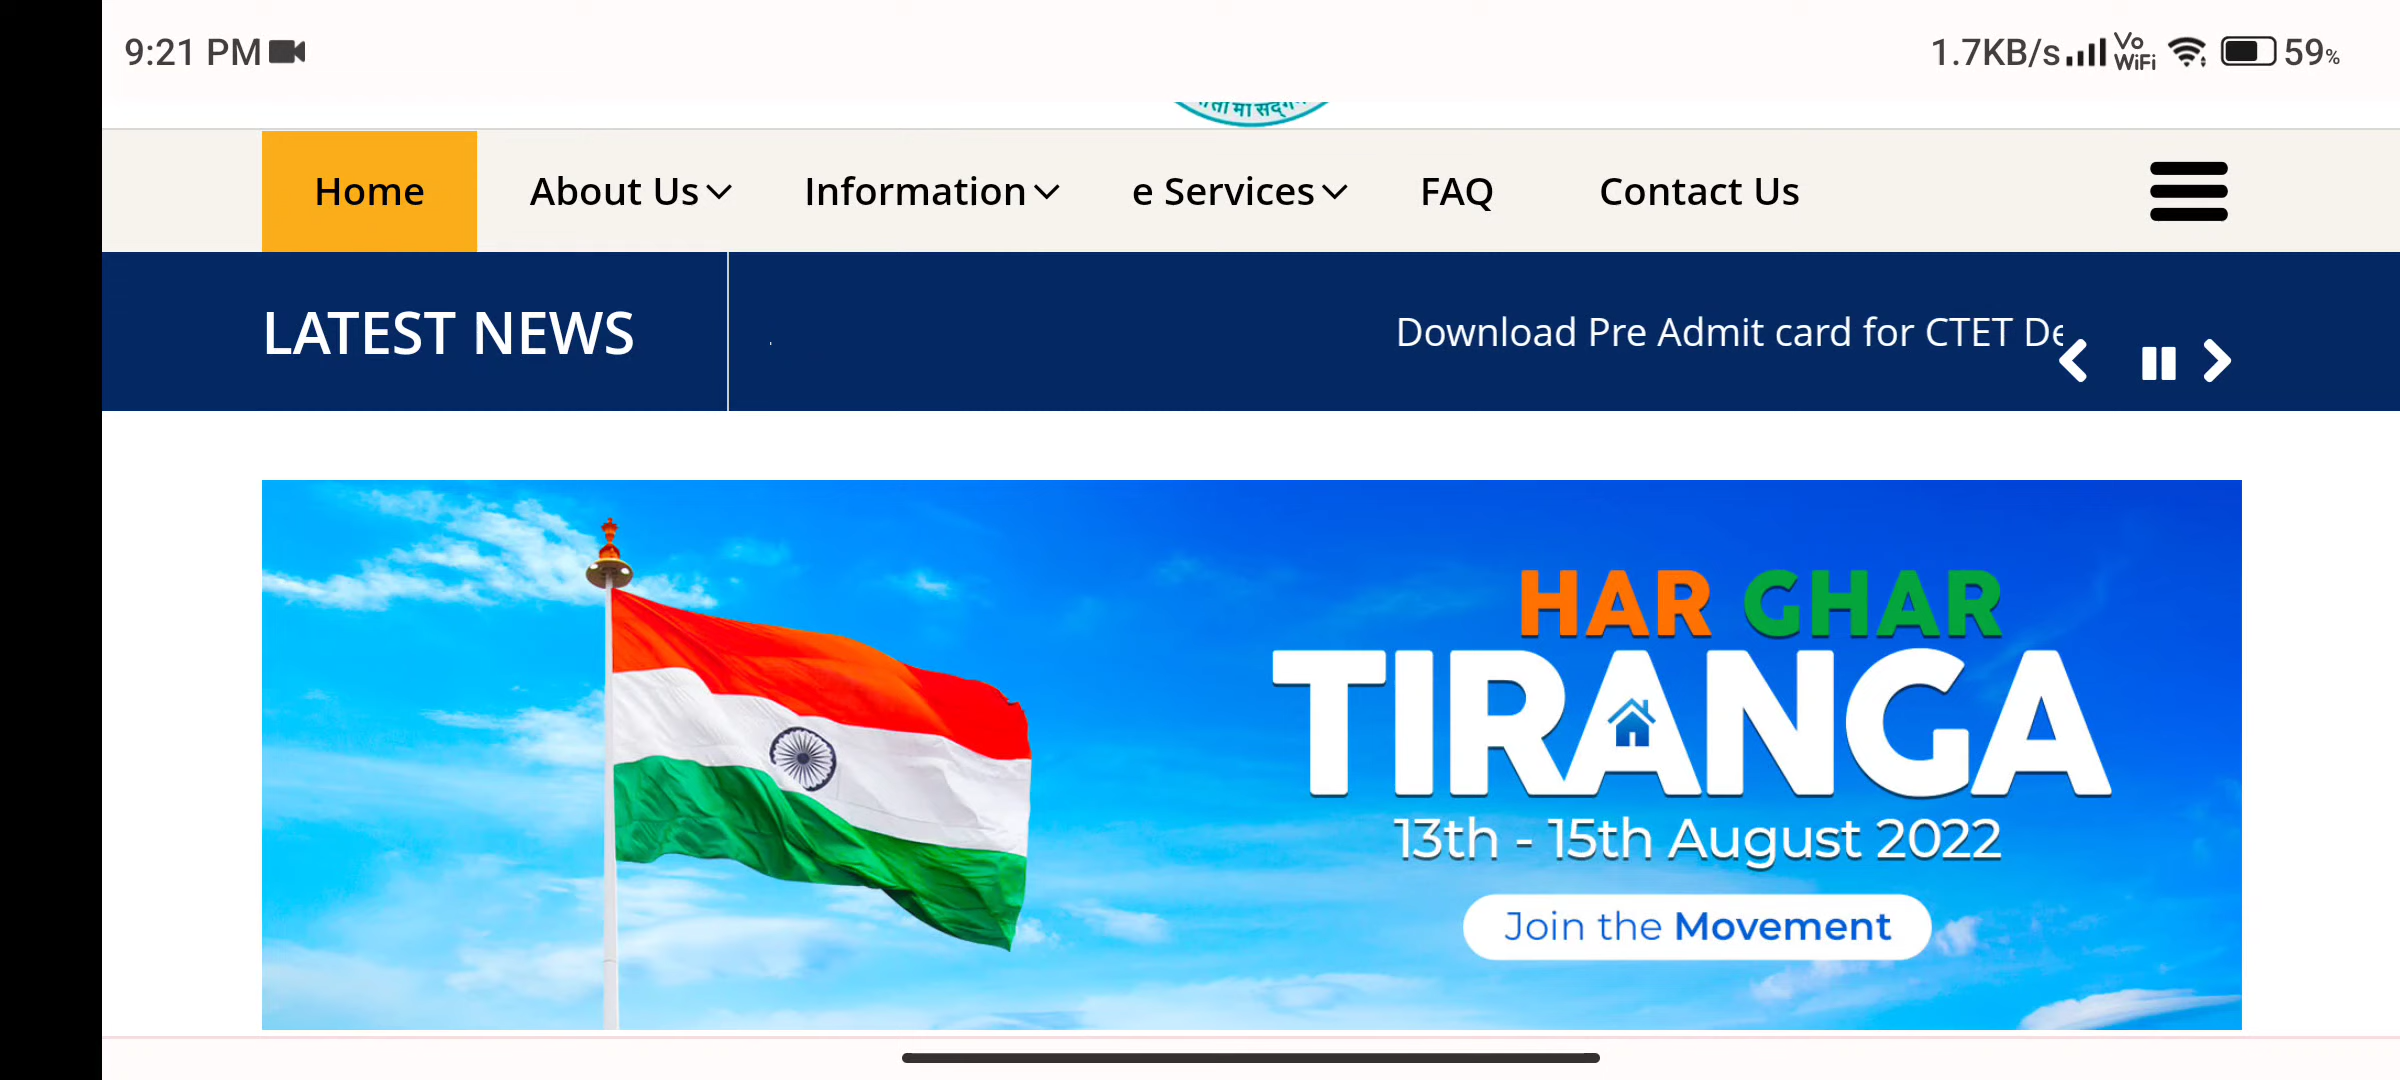 9:21 PM
1.7KB/s Vo WiFi 59%
Home About Us Information e Services FAQ Contact Us
LATEST NEWS
Download Pre Admit card for CTET De
HAR GHAR
TIRANGA
13th - 15th August 2022
Join the Movement